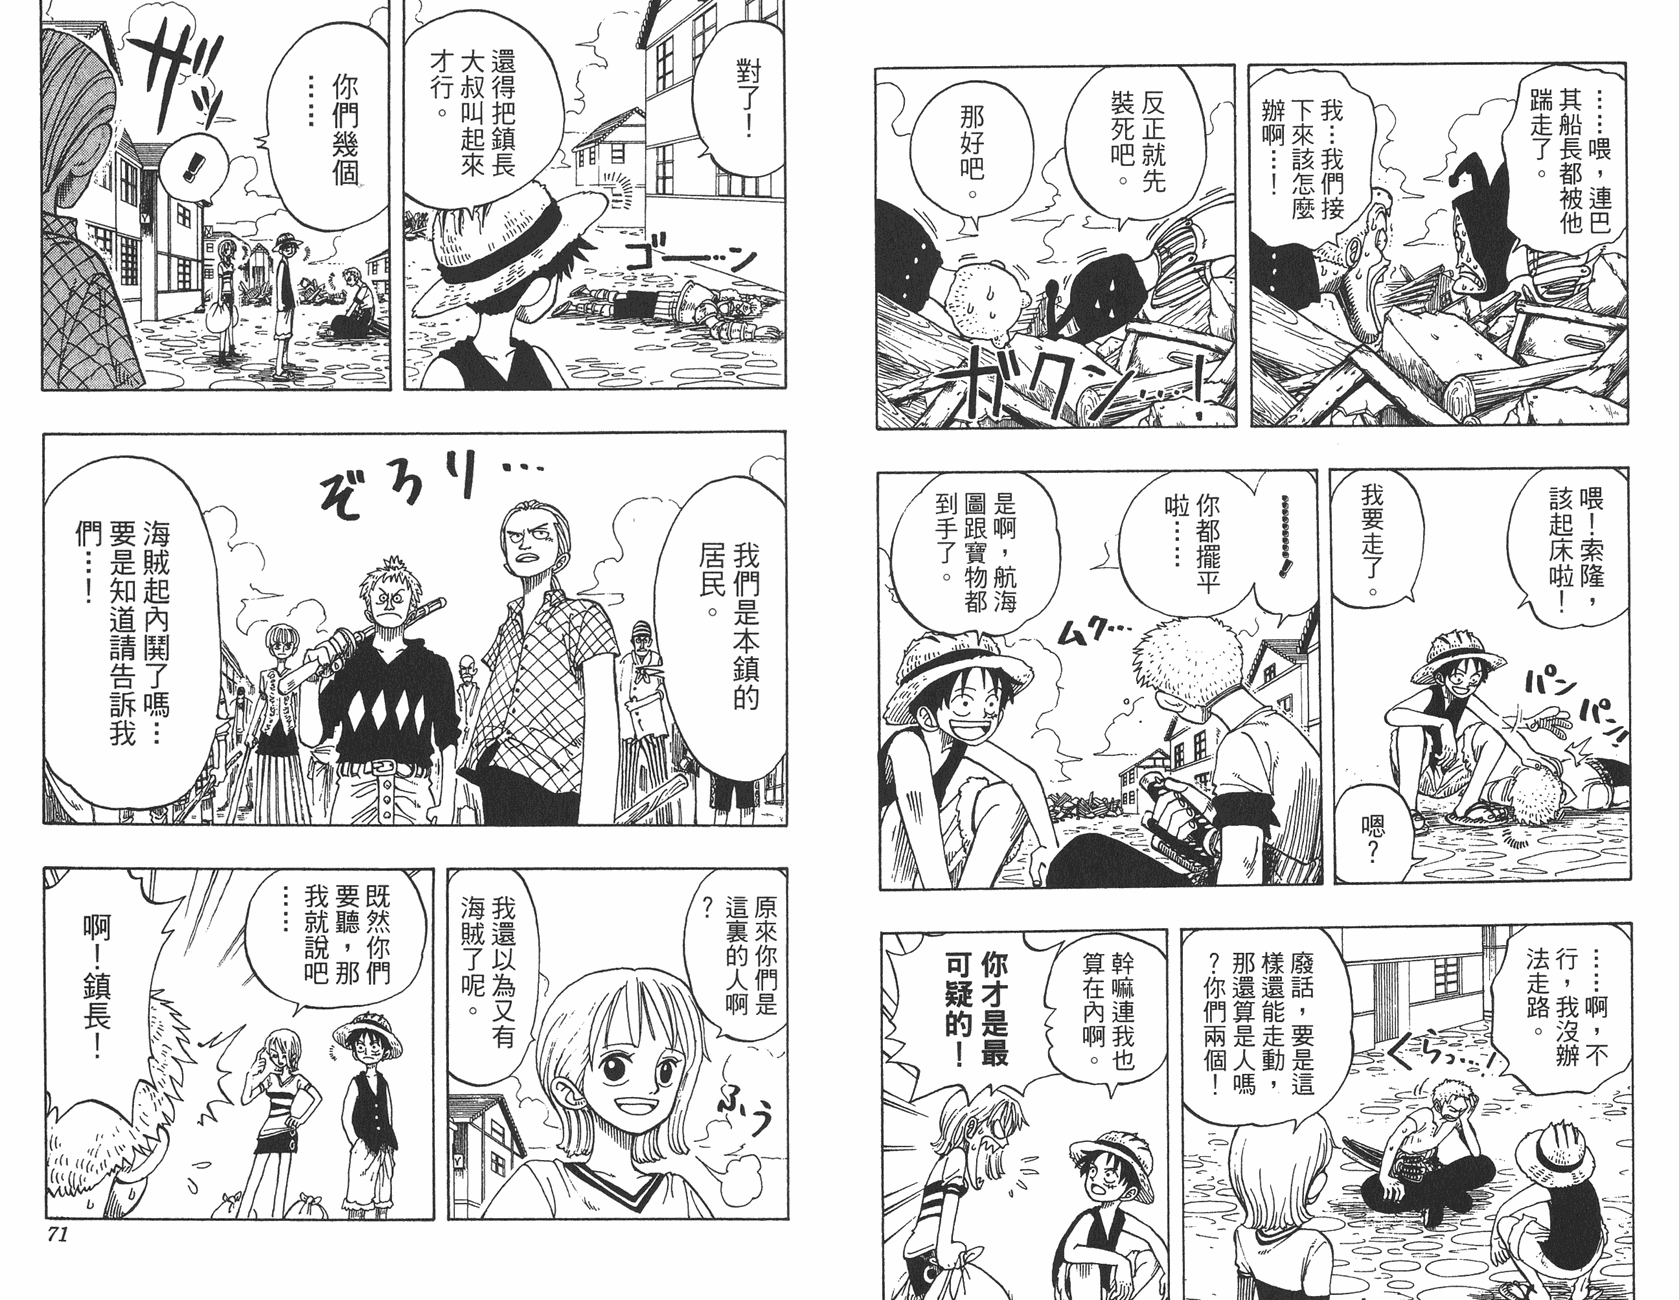 ……喂，連巴
其船長都被他
踹走了。
我…我們接
下來該怎麼
辦啊…！
反正就先
裝死吧。
那好吧。
ガクン…！
喂！索隆，
該起床啦！
我要走了。
パン
パン！
嗯？
…………！
你都擺平
啦……
是啊，航海
圖跟寶物都
到手了。
ムク…
……啊，不
行，我沒辦
法走路。
くらっ…！
廢話，要是這
樣還能走動，
那還算是人嗎
？你們兩個！
幹嘛連我也
算在內啊。
你才是最
可疑的！
對了！
還得把鎮長
大叔叫起來
才行。
ゴーーン
你們幾個
……
ザッ
！
我們是本鎮的
居民。
ぞろり…
海賊起內鬨了嗎…
要是知道請告訴我
們…！
原來你們是
這裏的人啊
？
我還以為又有
海賊了呢。
ふう
既然你們
要聽，那
我就說吧
……
啊！鎮長！
71